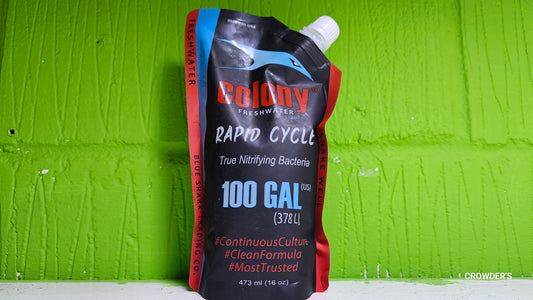 FRESHWATER
BLUE SHARK TRADING CO.
colony
FRESHWATER
RAPID CYCLE
True Nitrifying Bacteria
100 GAL (US)
(378 L)
#ContinuousCulture
#CleanFormula
#MostTrusted
473 ml (16 oz)
SHAKE WELL
CROWDER'S